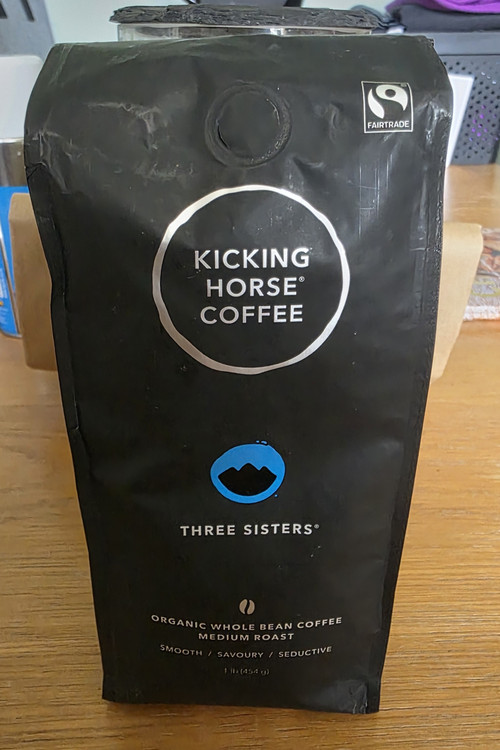 FAIRTRADE
KICKING
HORSE®
COFFEE
THREE SISTERS®
ORGANIC WHOLE BEAN COFFEE
MEDIUM ROAST
SMOOTH / SAVOURY / SEDUCTIVE
1 lb (454 g)